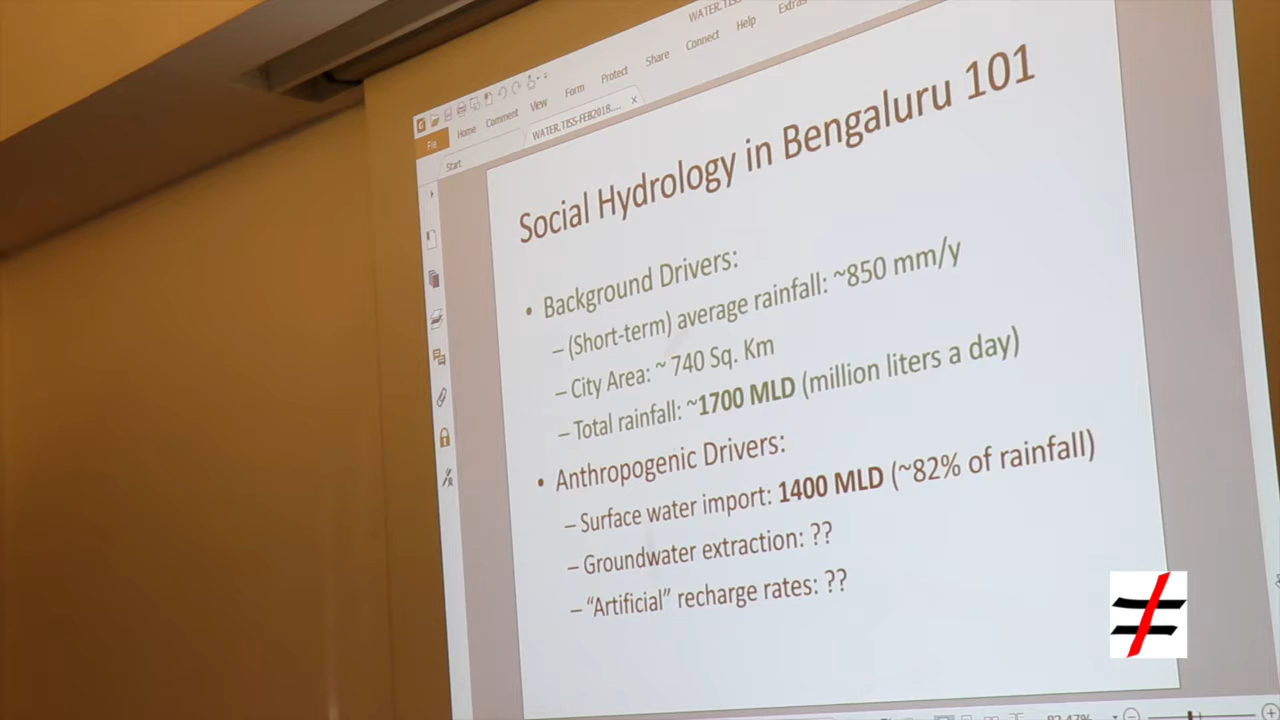 WATER.TISS
Home Comment View Form Protect Share Connect Help Extras
File
Start
WATER.TISS-FEB2018....
Social Hydrology in Bengaluru 101
• Background Drivers:
– (Short-term) average rainfall: ~850 mm/y
– City Area: ~ 740 Sq. Km
– Total rainfall: ~1700 MLD (million liters a day)
• Anthropogenic Drivers:
– Surface water import: 1400 MLD (~82% of rainfall)
– Groundwater extraction: ??
– “Artificial” recharge rates: ??